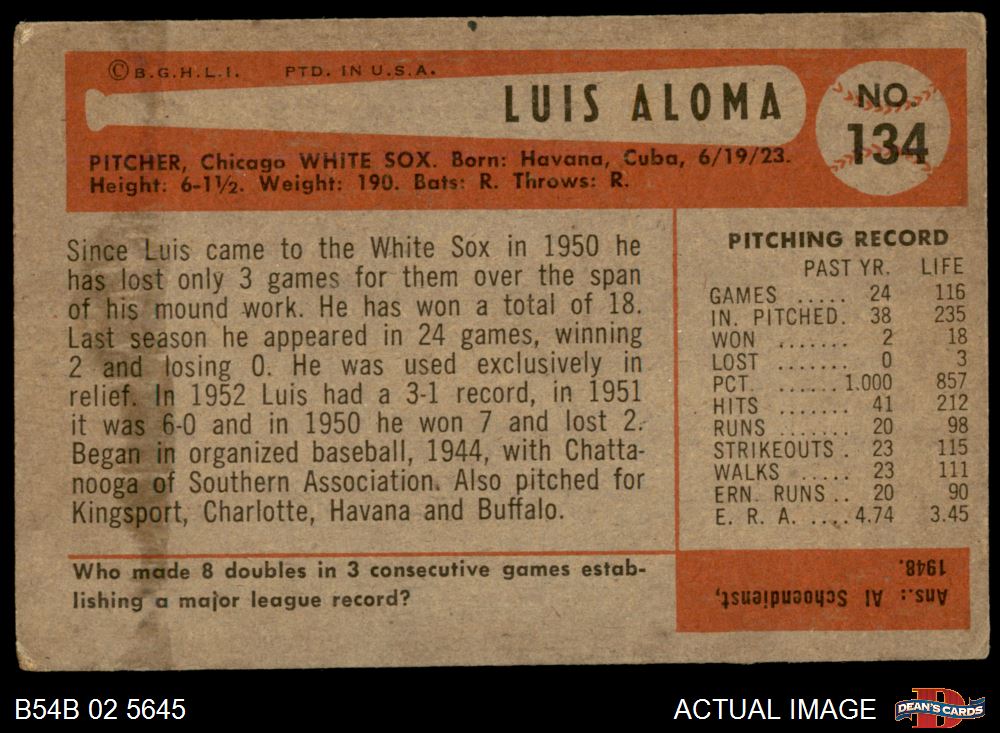 © B.G.H.L.I. PTD. IN U.S.A.
LUIS ALOMA
NO.
134
PITCHER, Chicago WHITE SOX. Born: Havana, Cuba, 6/19/23.
Height: 6-1½. Weight: 190. Bats: R. Throws: R.
Since Luis came to the White Sox in 1950 he
has lost only 3 games for them over the span
of his mound work. He has won a total of 18.
Last season he appeared in 24 games, winning
2 and losing 0. He was used exclusively in
relief. In 1952 Luis had a 3-1 record, in 1951
it was 6-0 and in 1950 he won 7 and lost 2.
Began in organized baseball, 1944, with Chatta-
nooga of Southern Association. Also pitched for
Kingsport, Charlotte, Havana and Buffalo.
PITCHING RECORD
PAST YR. LIFE
GAMES ..... 24 116
IN. PITCHED. 38 235
WON ....... 2 18
LOST ....... 0 3
PCT. ...... 1.000 857
HITS ....... 41 212
RUNS ....... 20 98
STRIKEOUTS . 23 115
WALKS ..... 23 111
ERN. RUNS .. 20 90
E. R. A. .... 4.74 3.45
Who made 8 doubles in 3 consecutive games estab-
lishing a major league record?
Ans.: Al Schoendienst,
1948.
B54B 02 5645
ACTUAL IMAGE
DEAN'S CARDS